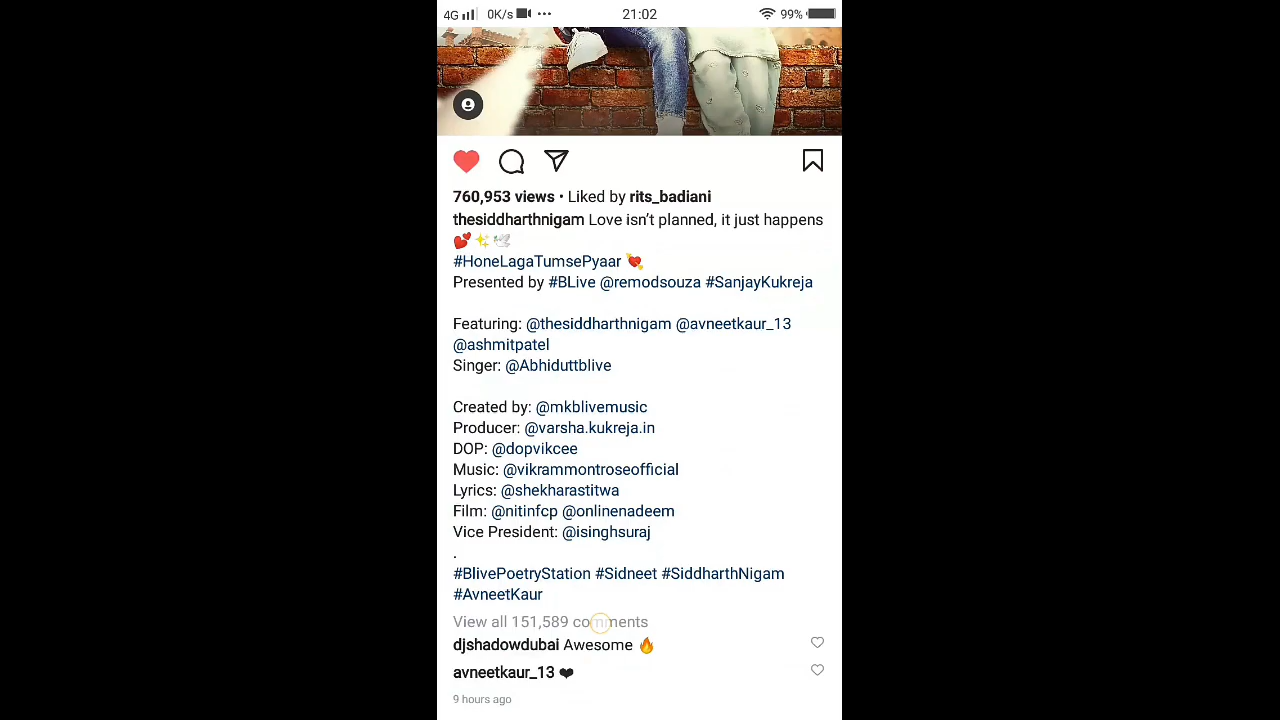 4G 0K/s ••• 21:02 99%
760,953 views • Liked by rits_badiani
thesiddharthnigam Love isn’t planned, it just happens
💕✨🕊️
#HoneLagaTumsePyaar 💘
Presented by #BLive @remodsouza #SanjayKukreja
Featuring: @thesiddharthnigam @avneetkaur_13
@ashmitpatel
Singer: @Abhiduttblive
Created by: @mkblivemusic
Producer: @varsha.kukreja.in
DOP: @dopvikcee
Music: @vikrammontroseofficial
Lyrics: @shekharastitwa
Film: @nitinfcp @onlinenadeem
Vice President: @isinghsuraj
.
#BlivePoetryStation #Sidneet #SiddharthNigam
#AvneetKaur
View all 151,589 comments
djshadowdubai Awesome 🔥
avneetkaur_13 ❤
9 hours ago